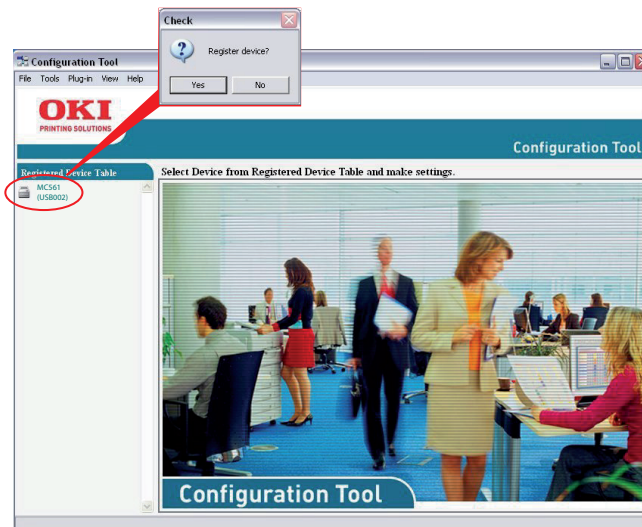 Check
Register device?
Yes No
Configuration Tool
File Tools Plug-in View Help
OKI
PRINTING SOLUTIONS
Configuration Tool
Registered Device Table
Select Device from Registered Device Table and make settings.
MC561
(USB002)
Configuration Tool